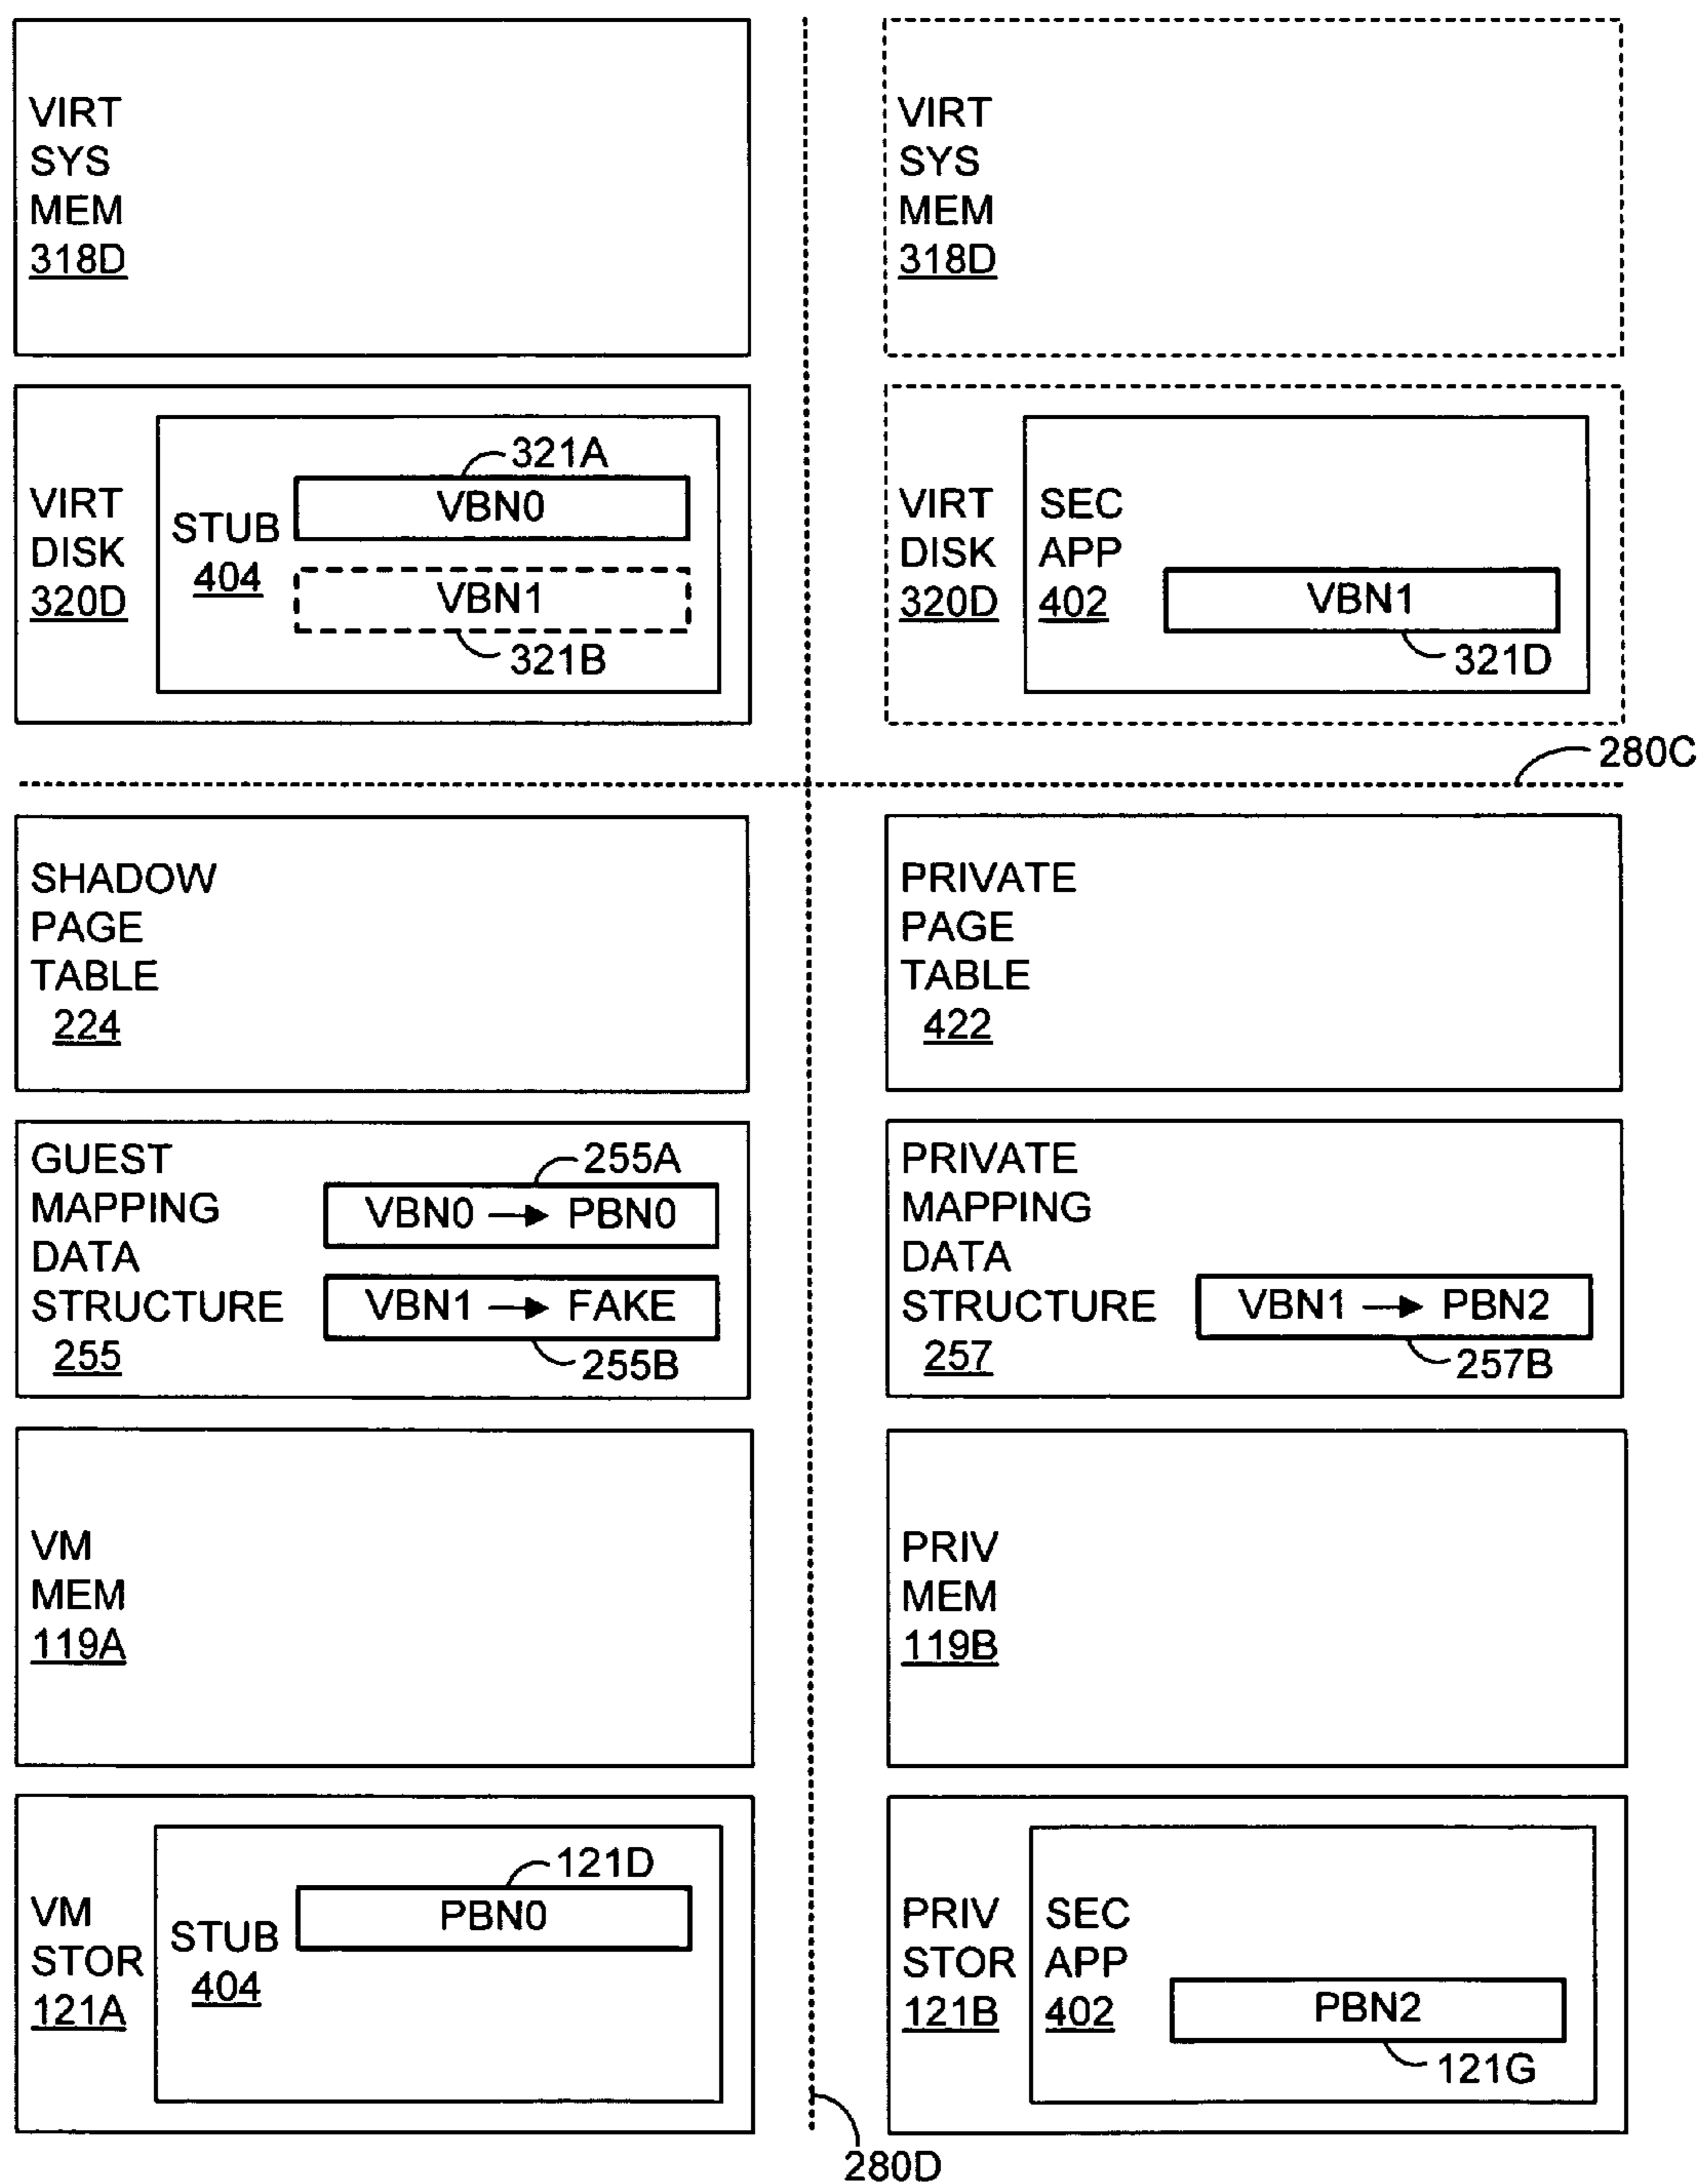 VIRT
SYS
MEM
318D
VIRT
SYS
MEM
318D
VIRT
DISK
320D
STUB
404
321A
VBN0
VBN1
321B
VIRT
DISK
320D
SEC
APP
402
VBN1
321D
280C
SHADOW
PAGE
TABLE
224
PRIVATE
PAGE
TABLE
422
GUEST
MAPPING
DATA
STRUCTURE
255
255A
VBN0 → PBN0
VBN1 → FAKE
255B
PRIVATE
MAPPING
DATA
STRUCTURE
257
VBN1 → PBN2
257B
VM
MEM
119A
PRIV
MEM
119B
VM
STOR
121A
STUB
404
121D
PBN0
PRIV
STOR
121B
SEC
APP
402
PBN2
121G
280D